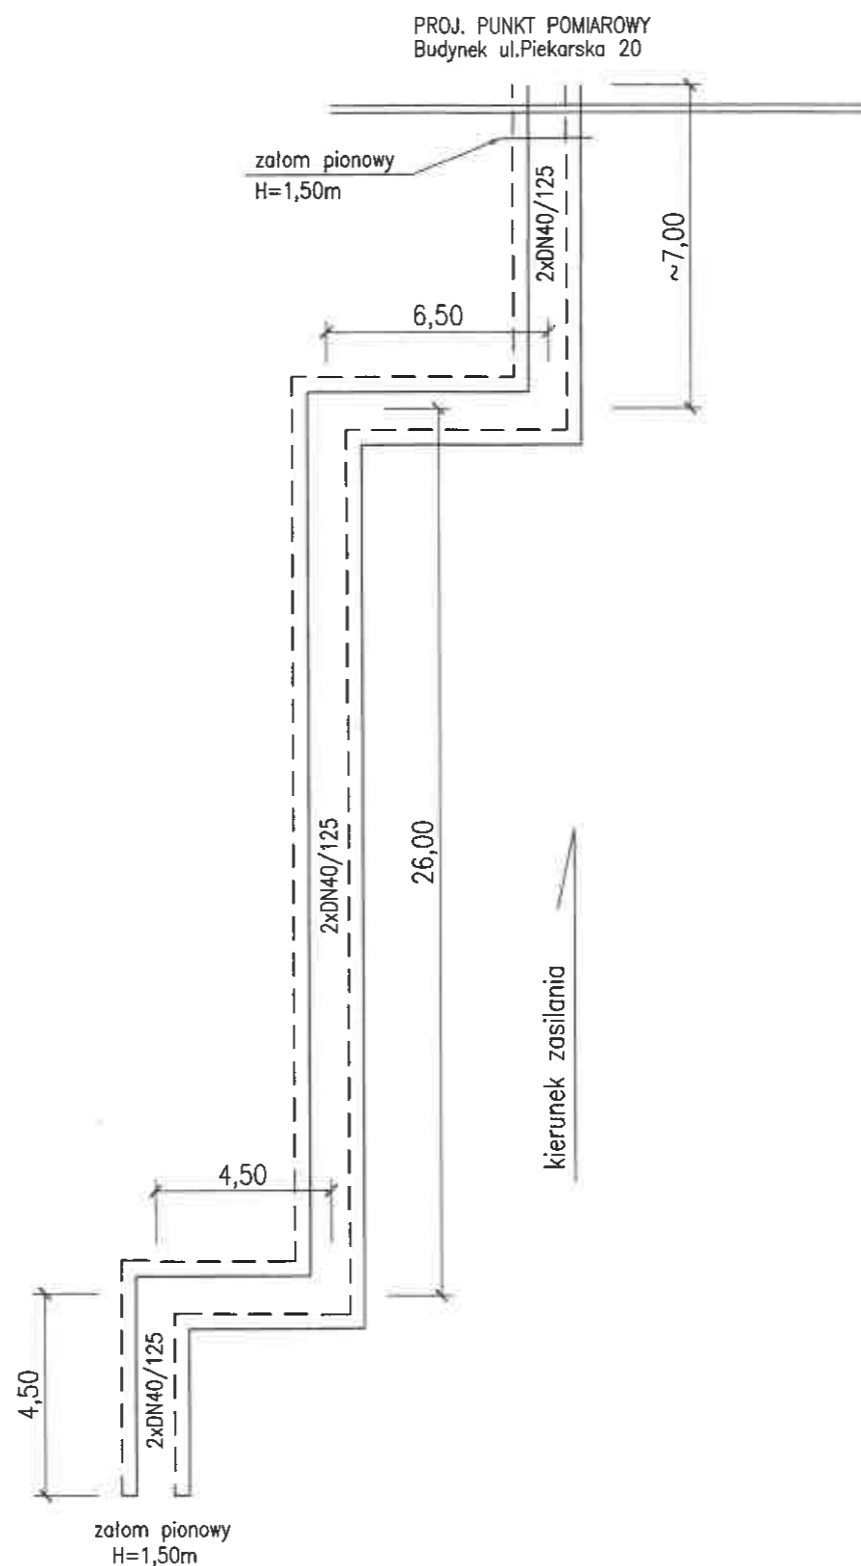 PROJ. PUNKT POMIAROWY
Budynek ul.Piekarska 20
załom pionowy
H=1,50m
2xDN40/125
~7,00
6,50
2xDN40/125
26,00
kierunek zasilania
4,50
4,50
2xDN40/125
załom pionowy
H=1,50m